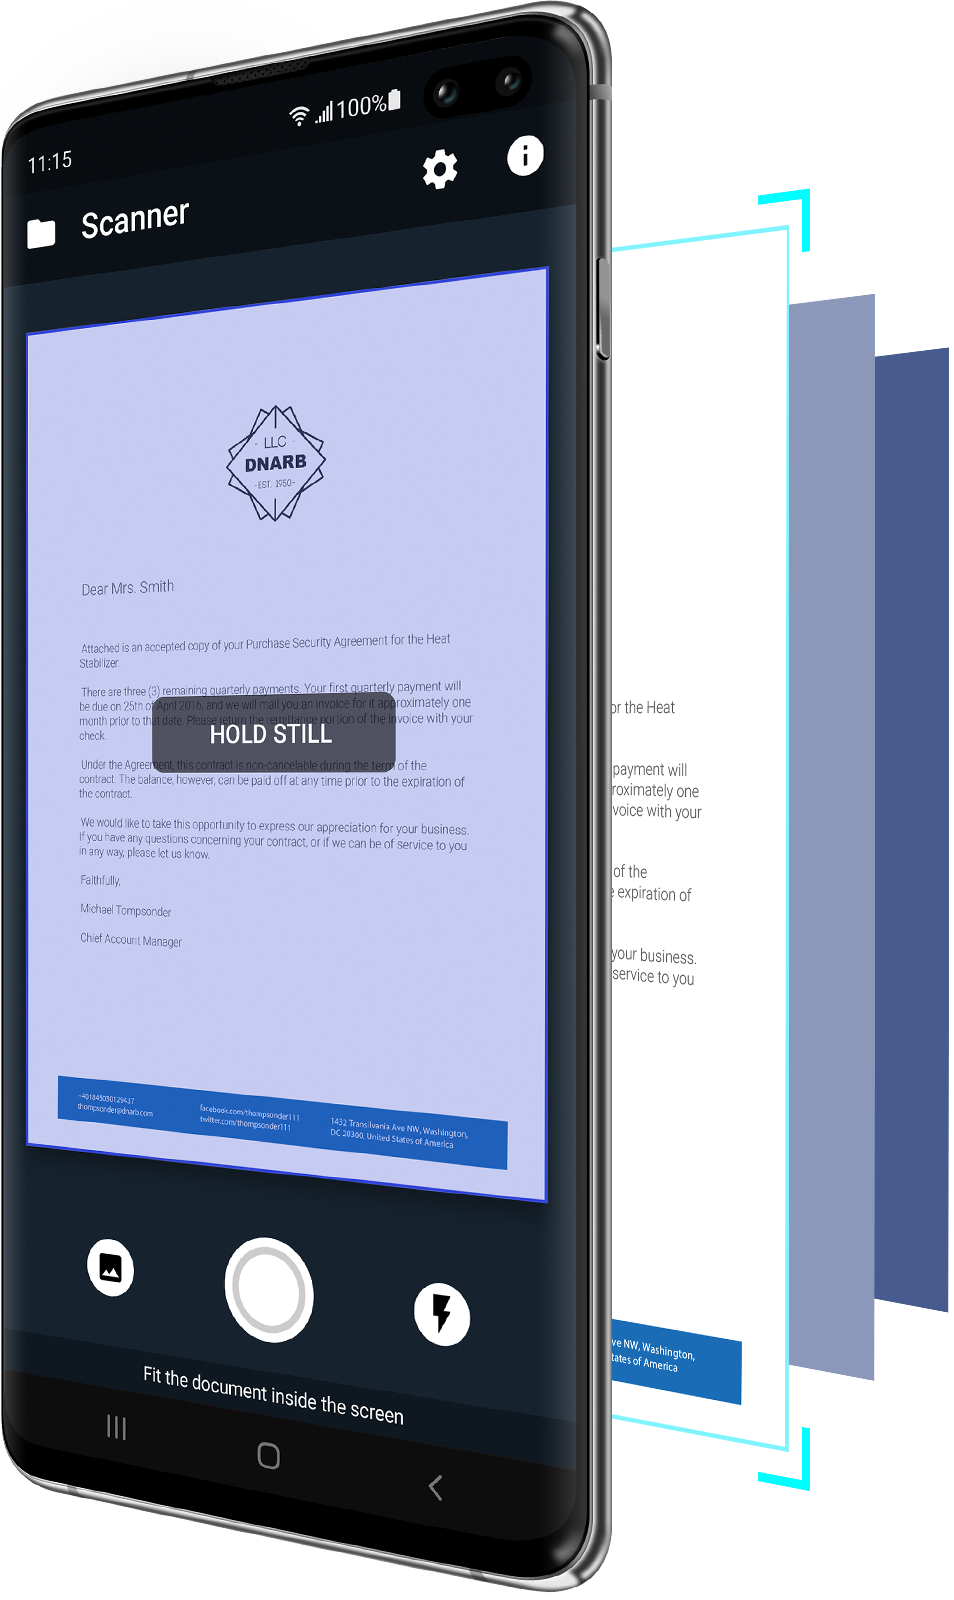 11:15
100%
Scanner
- LLC -
DNARB
-EST. 1950-
Dear Mrs. Smith
Attached is an accepted copy of your Purchase Security Agreement for the Heat
Stabilizer.
There are three (3) remaining quarterly payments. Your first quarterly payment will
be due on 25th of April 2016, and we will mail you an invoice for it approximately one
month prior to that date. Please return the remittance portion of the invoice with your
check.
Under the Agreement, this contract is non-cancelable during the term of the
contract. The balance, however, can be paid off at any time prior to the expiration of
the contract.
We would like to take this opportunity to express our appreciation for your business.
If you have any questions concerning your contract, or if we can be of service to you
in any way, please let us know.
Faithfully,
Michael Tompsonder
Chief Account Manager
HOLD STILL
+401845030129437
thompsonder@dnarb.com
facebook.com/thompsonder111
twitter.com/thompsonder111
1432 Transilvania Ave NW, Washington,
DC 20300, United States of America
Fit the document inside the screen
or the Heat
payment will
roximately one
voice with your
of the
e expiration of
your business.
service to you
ve NW, Washington,
tates of America